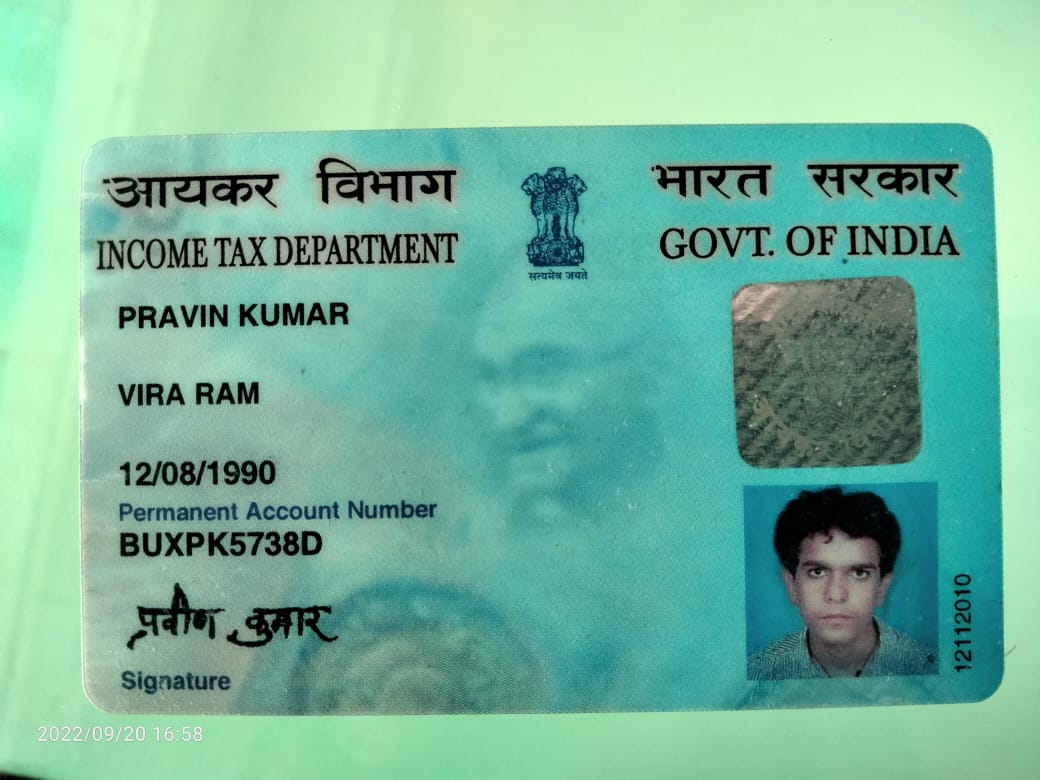 आयकर विभाग
INCOME TAX DEPARTMENT
सत्यमेव जयते
भारत सरकार
GOVT. OF INDIA
PRAVIN KUMAR
VIRA RAM
12/08/1990
Permanent Account Number
BUXPK5738D
प्रवीण कुमार
Signature
12112010
2022/09/20 16:58